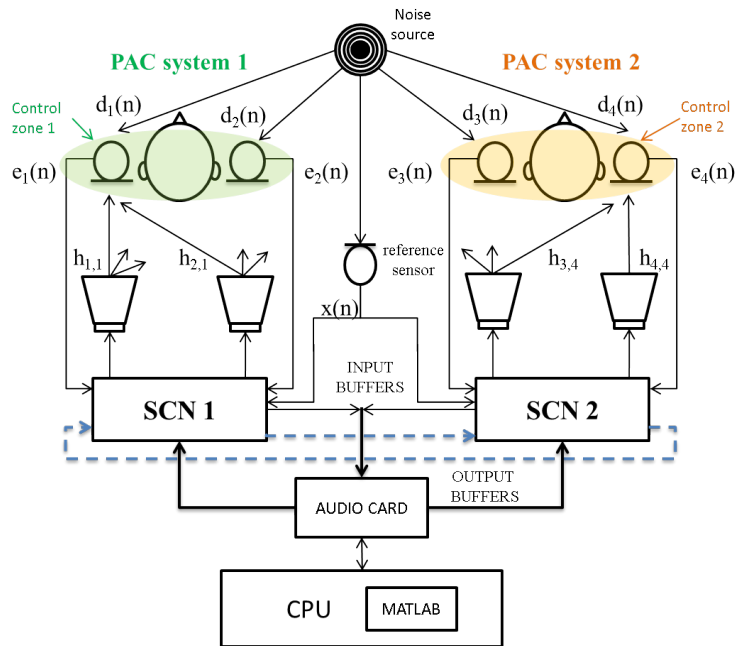 Noise
source
PAC system 1
PAC system 2
Control
zone 1
d1(n)
d2(n)
d3(n)
d4(n)
Control
zone 2
e1(n)
e2(n)
e3(n)
e4(n)
h1,1
h2,1
reference
sensor
h3,4
h4,4
x(n)
INPUT
BUFFERS
SCN 1
SCN 2
OUTPUT
BUFFERS
AUDIO CARD
CPU
MATLAB